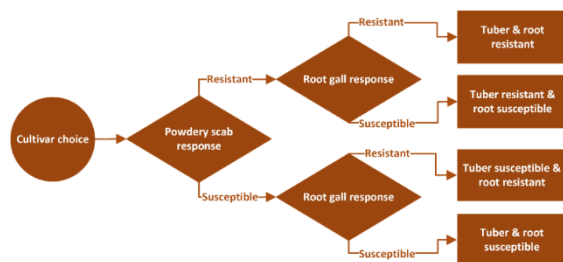 Cultivar choice
Powdery scab
response
Resistant
Susceptible
Root gall response
Resistant
Susceptible
Tuber & root
resistant
Tuber resistant &
root susceptible
Root gall response
Resistant
Susceptible
Tuber susceptible &
root resistant
Tuber & root
susceptible